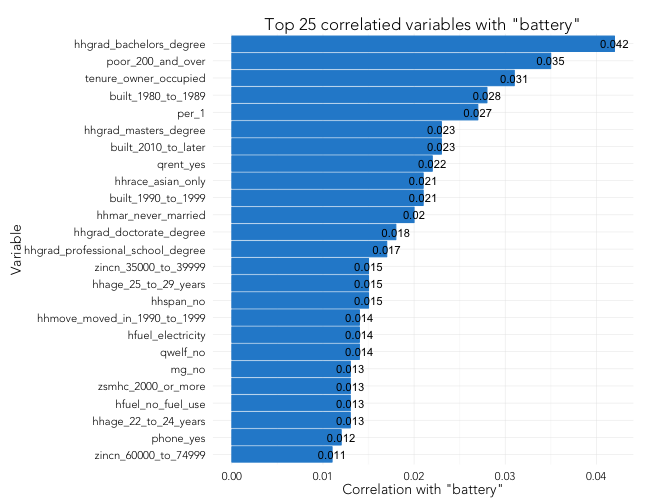 Top 25 correlatied variables with "battery"
hhgrad_bachelors_degree 0.042
poor_200_and_over 0.035
tenure_owner_occupied 0.031
built_1980_to_1989 0.028
per_1 0.027
hhgrad_masters_degree 0.023
built_2010_to_later 0.023
qrent_yes 0.022
hhrace_asian_only 0.021
built_1990_to_1999 0.021
hhmar_never_married 0.02
hhgrad_doctorate_degree 0.018
hhgrad_professional_school_degree 0.017
zincn_35000_to_39999 0.015
hhage_25_to_29_years 0.015
hhspan_no 0.015
hhmove_moved_in_1990_to_1999 0.014
hfuel_electricity 0.014
qwelf_no 0.014
mg_no 0.013
zsmhc_2000_or_more 0.013
hfuel_no_fuel_use 0.013
hhage_22_to_24_years 0.013
phone_yes 0.012
zincn_60000_to_74999 0.011
Variable
0.00 0.01 0.02 0.03 0.04
Correlation with "battery"